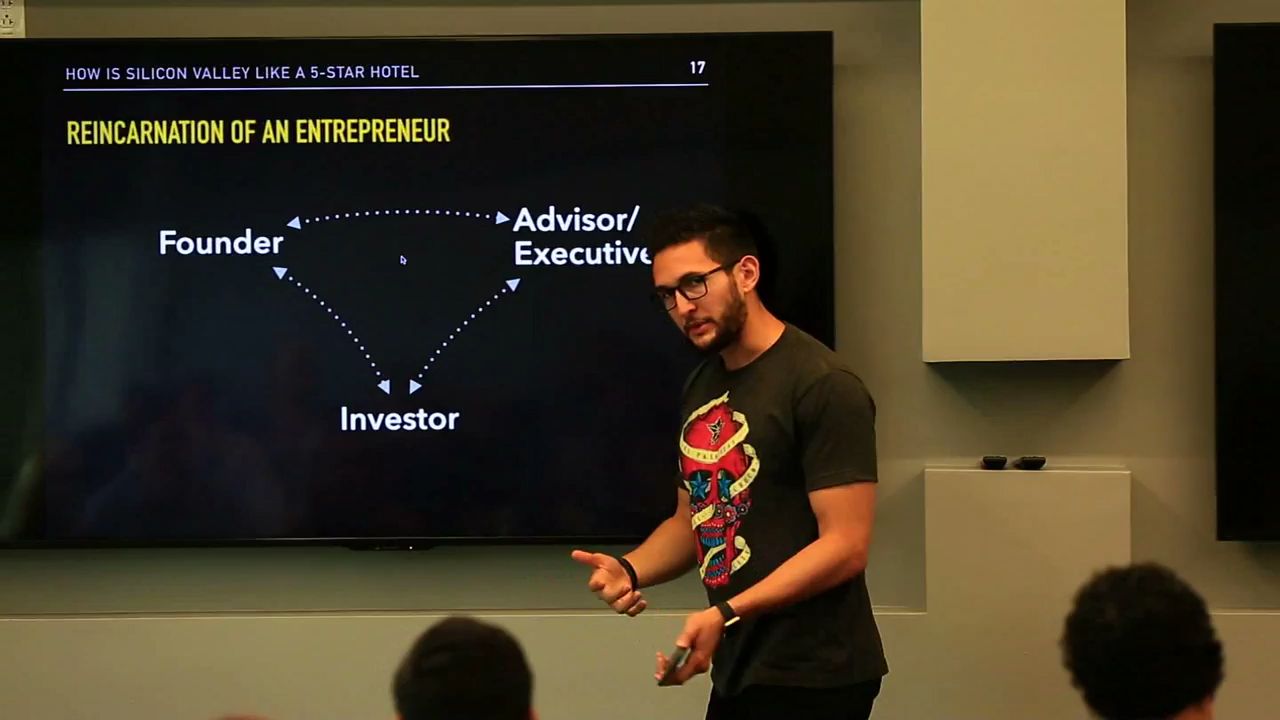 HOW IS SILICON VALLEY LIKE A 5-STAR HOTEL
17
REINCARNATION OF AN ENTREPRENEUR
Founder
Advisor/
Executive
Investor